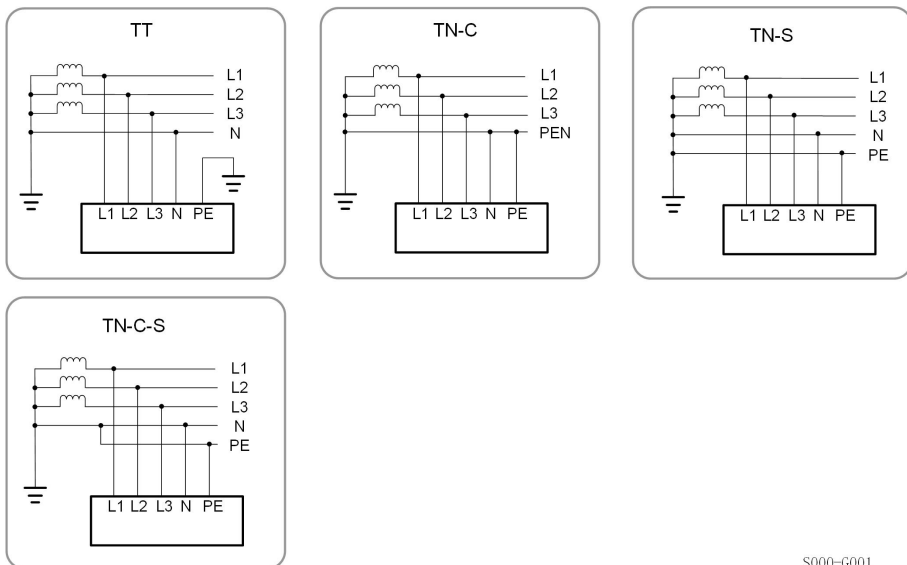 TT
L1
L2
L3
N
L1 L2 L3 N PE
TN-C
L1
L2
L3
PEN
L1 L2 L3 N PE
TN-S
L1
L2
L3
N
PE
L1 L2 L3 N PE
TN-C-S
L1
L2
L3
N
PE
L1 L2 L3 N PE
S000-G001